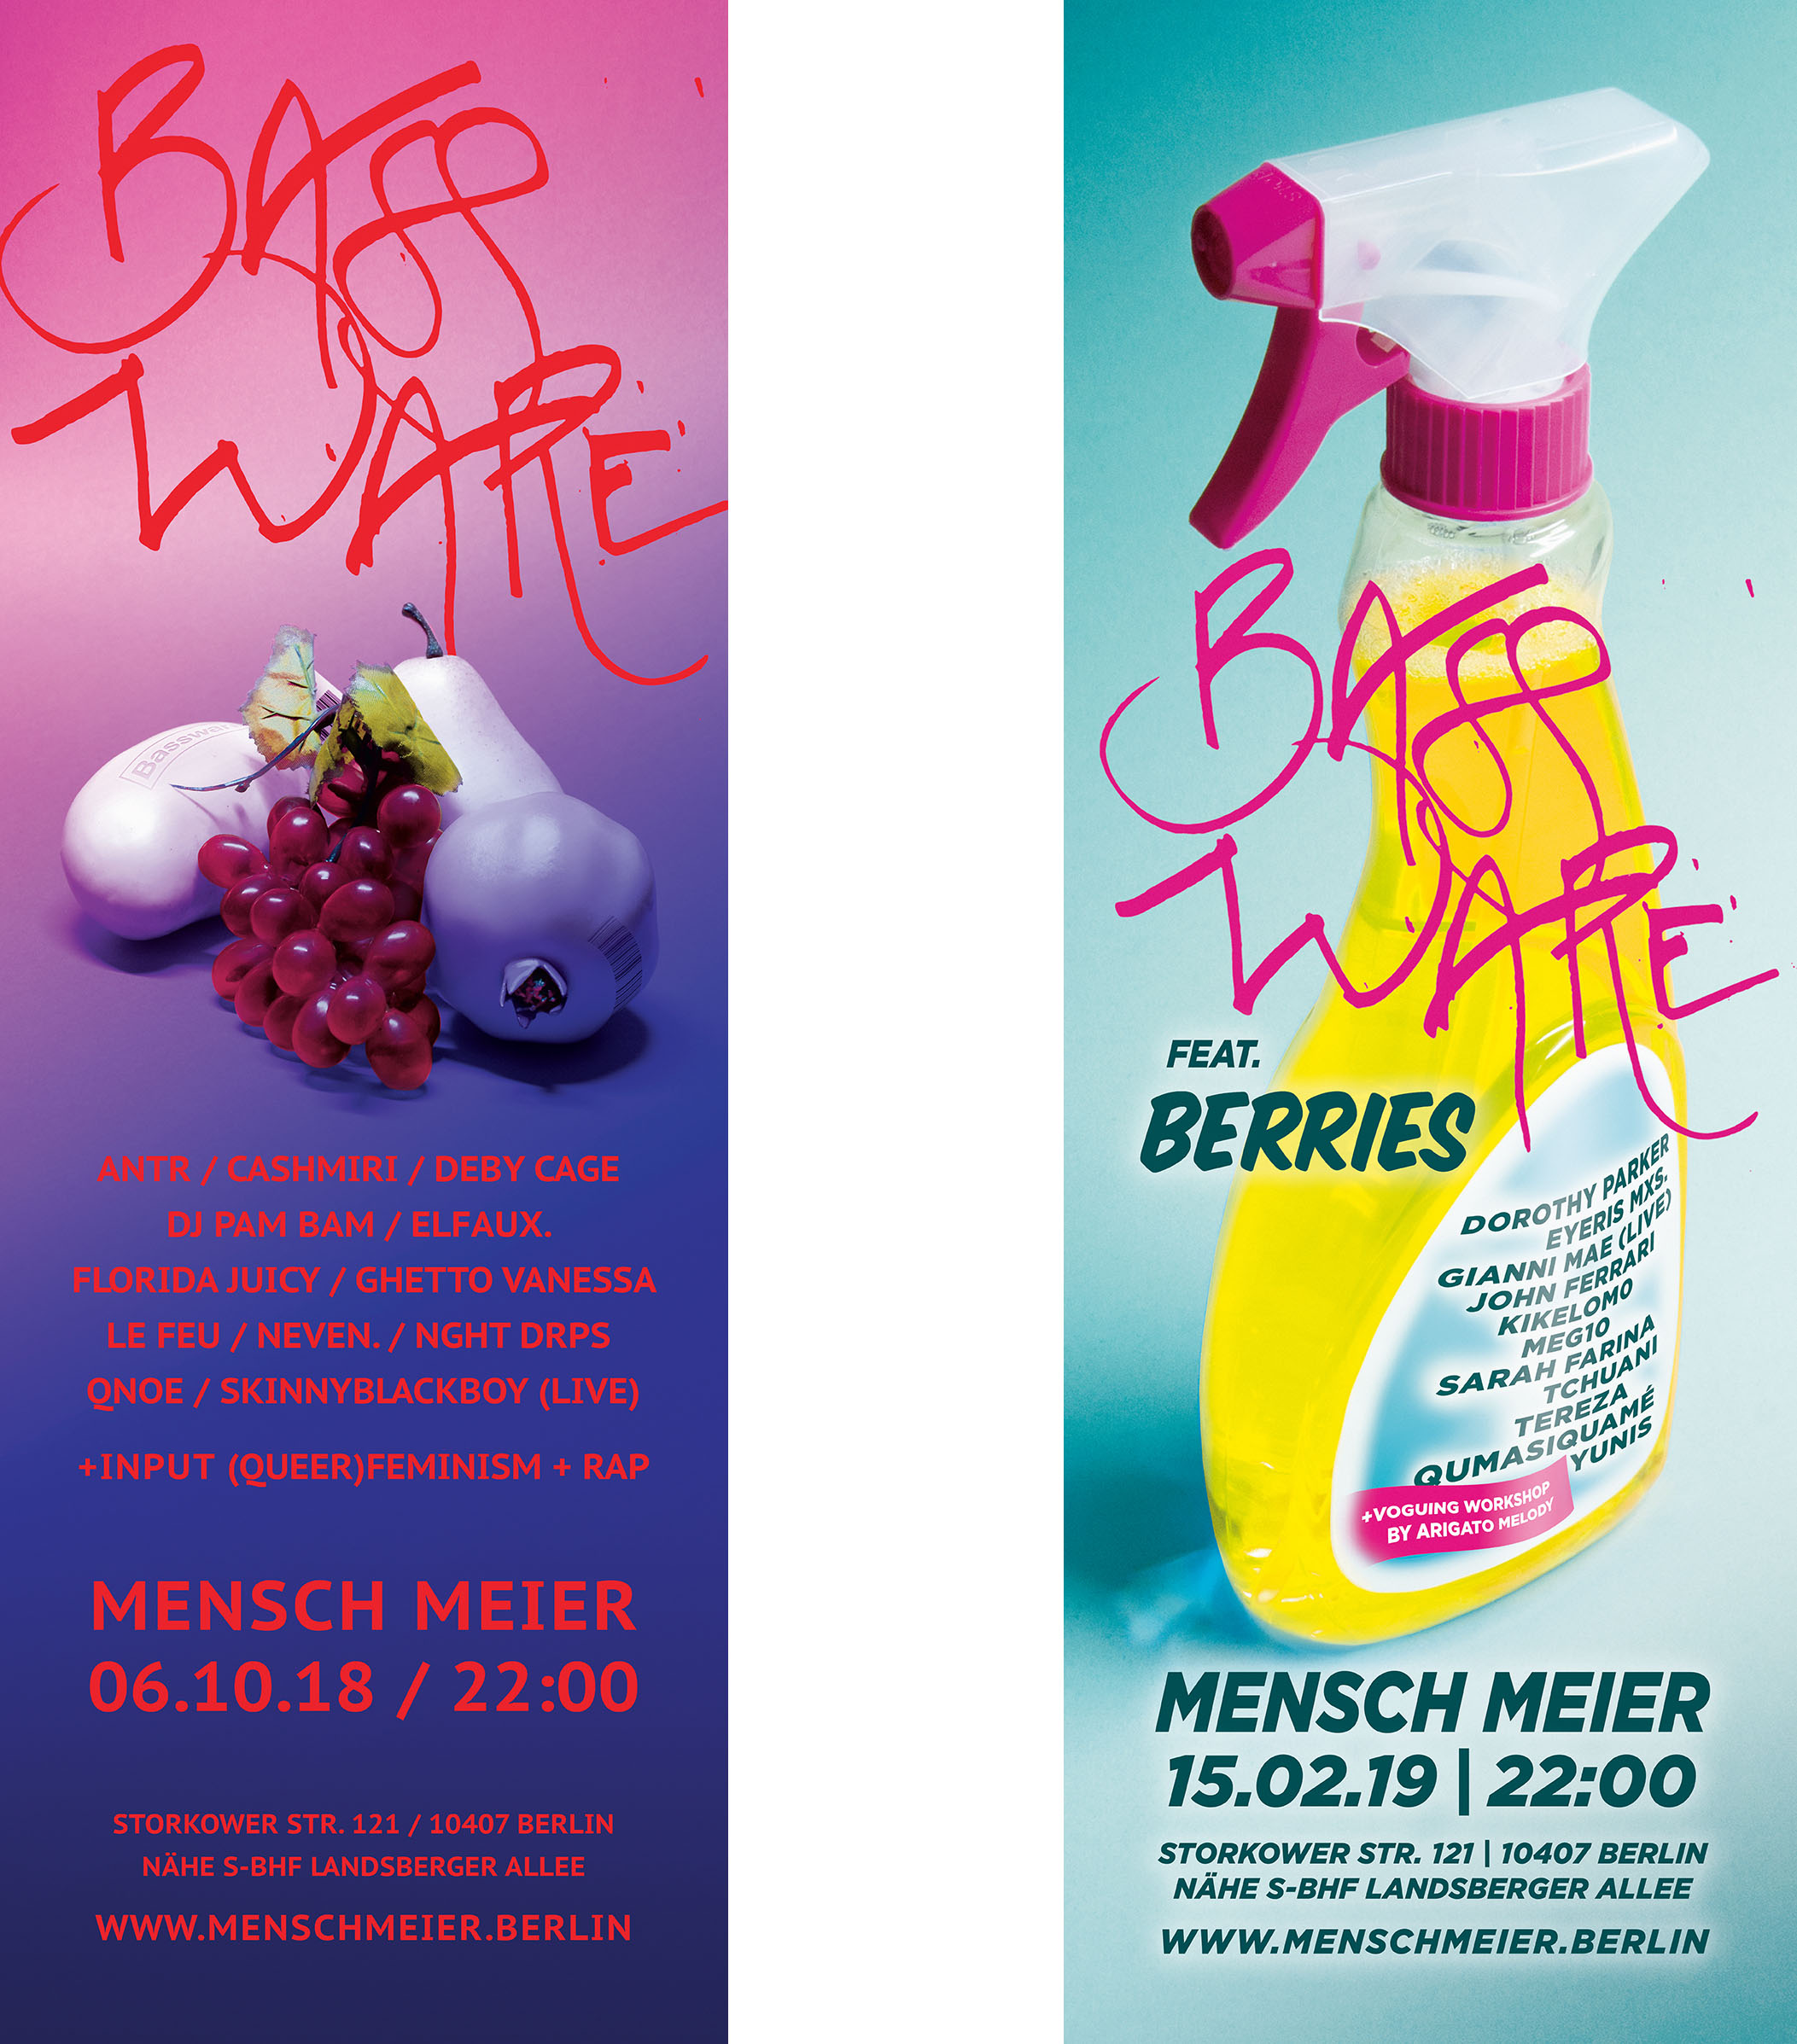 BASS
WARE
Basswar
ANTR / CASHMIRI / DEBY CAGE
DJ PAM BAM / ELFAUX.
FLORIDA JUICY / GHETTO VANESSA
LE FEU / NEVEN. / NGHT DRPS
QNOE / SKINNYBLACKBOY (LIVE)
+INPUT (QUEER)FEMINISM + RAP
MENSCH MEIER
06.10.18 / 22:00
STORKOWER STR. 121 / 10407 BERLIN
NÄHE S-BHF LANDSBERGER ALLEE
WWW.MENSCHMEIER.BERLIN
BASS
WARE
FEAT.
BERRIES
DOROTHY PARKER
EYERIS MXS.
GIANNI MAE (LIVE)
JOHN FERRARI
KIKELOMO
MEG10
SARAH FARINA
TCHUANI
TEREZA
QUMASIQUAMÉ
YUNIS
+VOGUING WORKSHOP
BY ARIGATO MELODY
MENSCH MEIER
15.02.19 | 22:00
STORKOWER STR. 121 | 10407 BERLIN
NÄHE S-BHF LANDSBERGER ALLEE
WWW.MENSCHMEIER.BERLIN